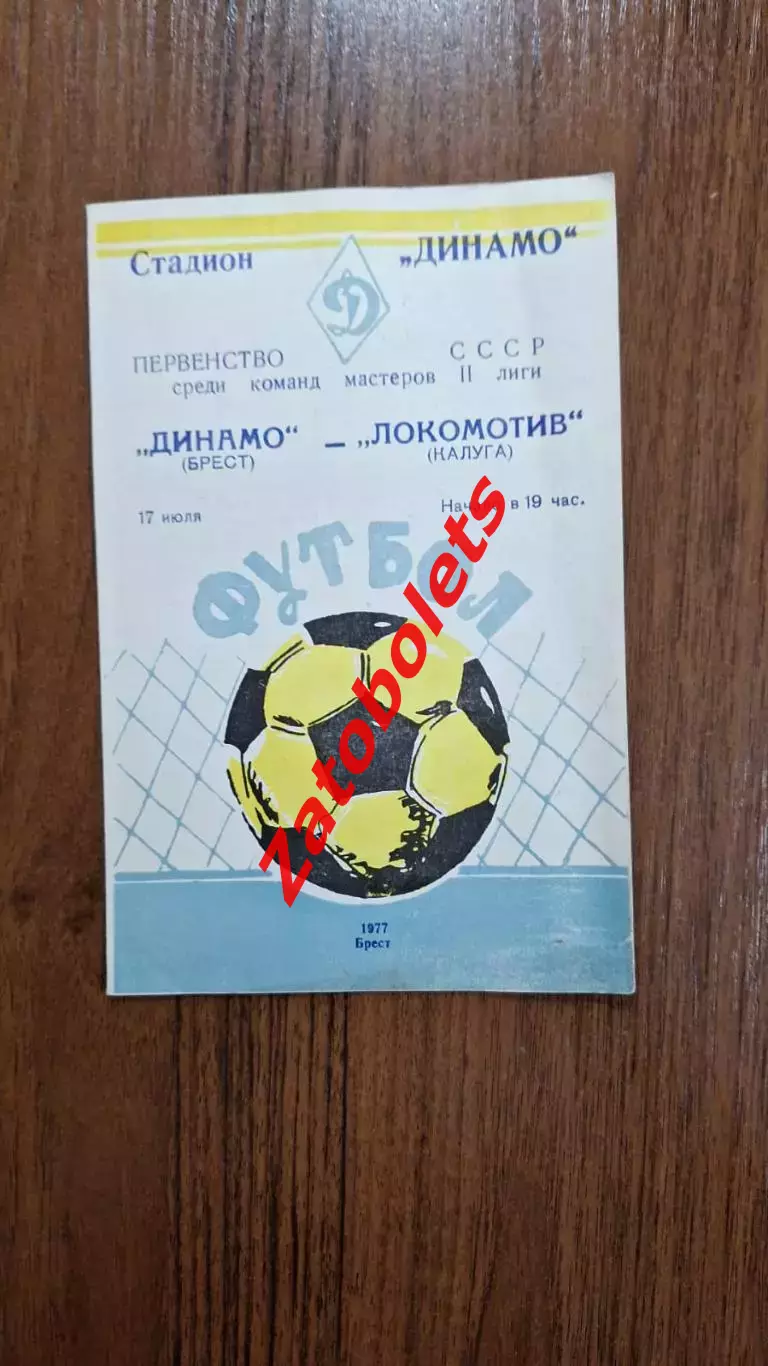 Стадион „ДИНАМО“
Д
ПЕРВЕНСТВО СССР
среди команд мастеров II лиги
„ДИНАМО“ — „ЛОКОМОТИВ“
(БРЕСТ) (КАЛУГА)
17 июля в 19 час.
ФУТБОЛ
Zatobolets
1977
Брест